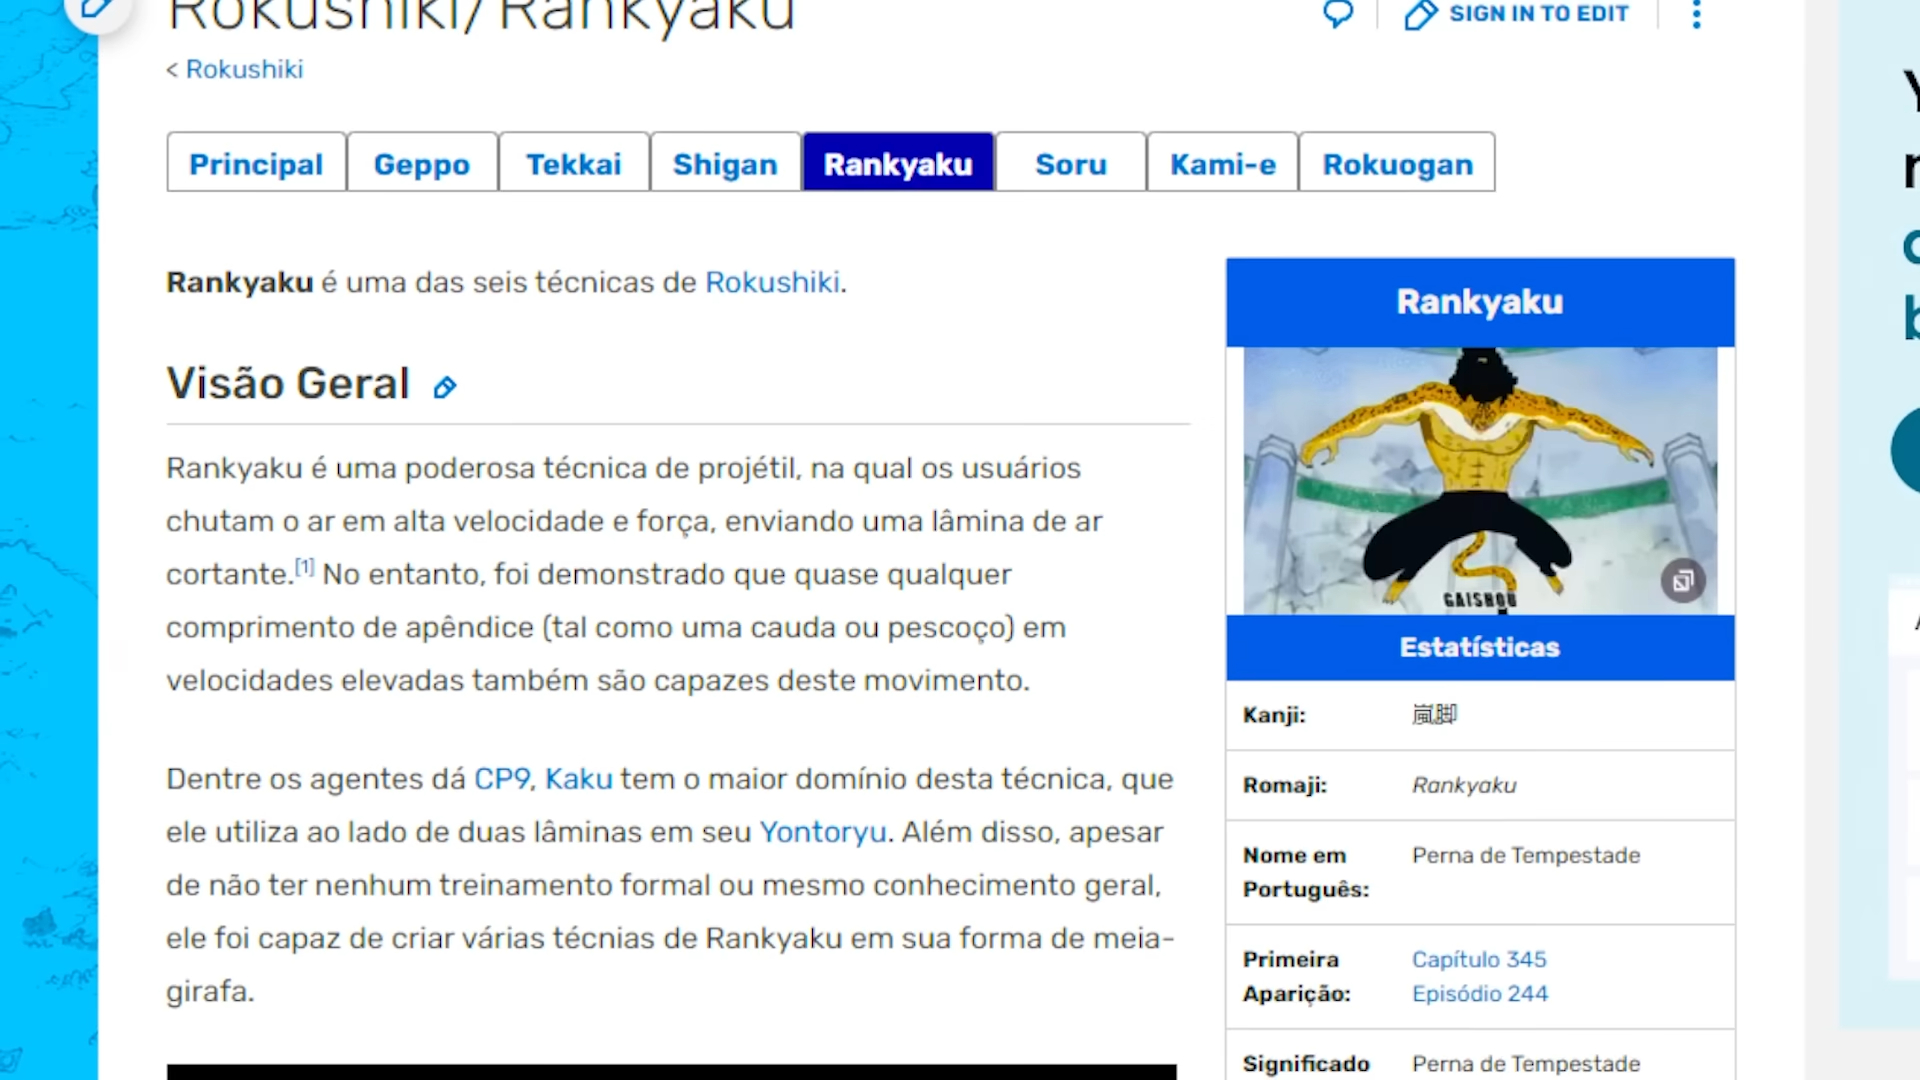 Rokushiki/Rankyaku
SIGN IN TO EDIT
< Rokushiki
Principal
Geppo
Tekkai
Shigan
Rankyaku
Soru
Kami-e
Rokuogan
Rankyaku é uma das seis técnicas de Rokushiki.
Visão Geral
Rankyaku é uma poderosa técnica de projétil, na qual os usuários
chutam o ar em alta velocidade e força, enviando uma lâmina de ar
cortante.[1] No entanto, foi demonstrado que quase qualquer
comprimento de apêndice (tal como uma cauda ou pescoço) em
velocidades elevadas também são capazes deste movimento.
Dentre os agentes dá CP9, Kaku tem o maior domínio desta técnica, que
ele utiliza ao lado de duas lâminas em seu Yontoryu. Além disso, apesar
de não ter nenhum treinamento formal ou mesmo conhecimento geral,
ele foi capaz de criar várias técnias de Rankyaku em sua forma de meia-
girafa.
Rankyaku
GAISHOU
Estatísticas
Kanji: 嵐脚
Romaji: Rankyaku
Nome em Perna de Tempestade
Português:
Primeira Capítulo 345
Aparição: Episódio 244
Significado Perna de Tempestade